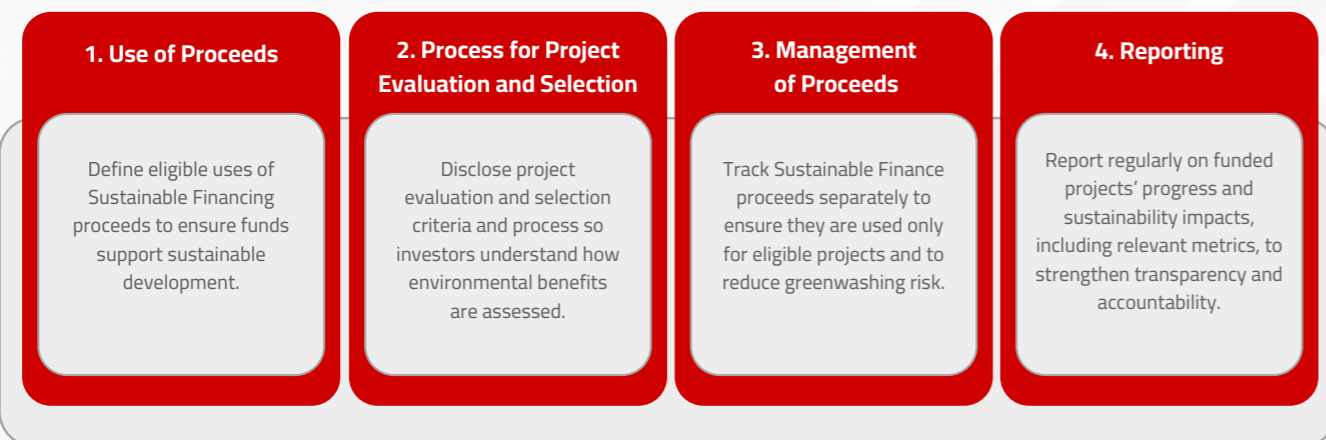 1. Use of Proceeds
Define eligible uses of
Sustainable Financing
proceeds to ensure funds
support sustainable
development.
2. Process for Project
Evaluation and Selection
Disclose project
evaluation and selection
criteria and process so
investors understand how
environmental benefits
are assessed.
3. Management
of Proceeds
Track Sustainable Finance
proceeds separately to
ensure they are used only
for eligible projects and to
reduce greenwashing risk.
4. Reporting
Report regularly on funded
projects’ progress and
sustainability impacts,
including relevant metrics, to
strengthen transparency and
accountability.